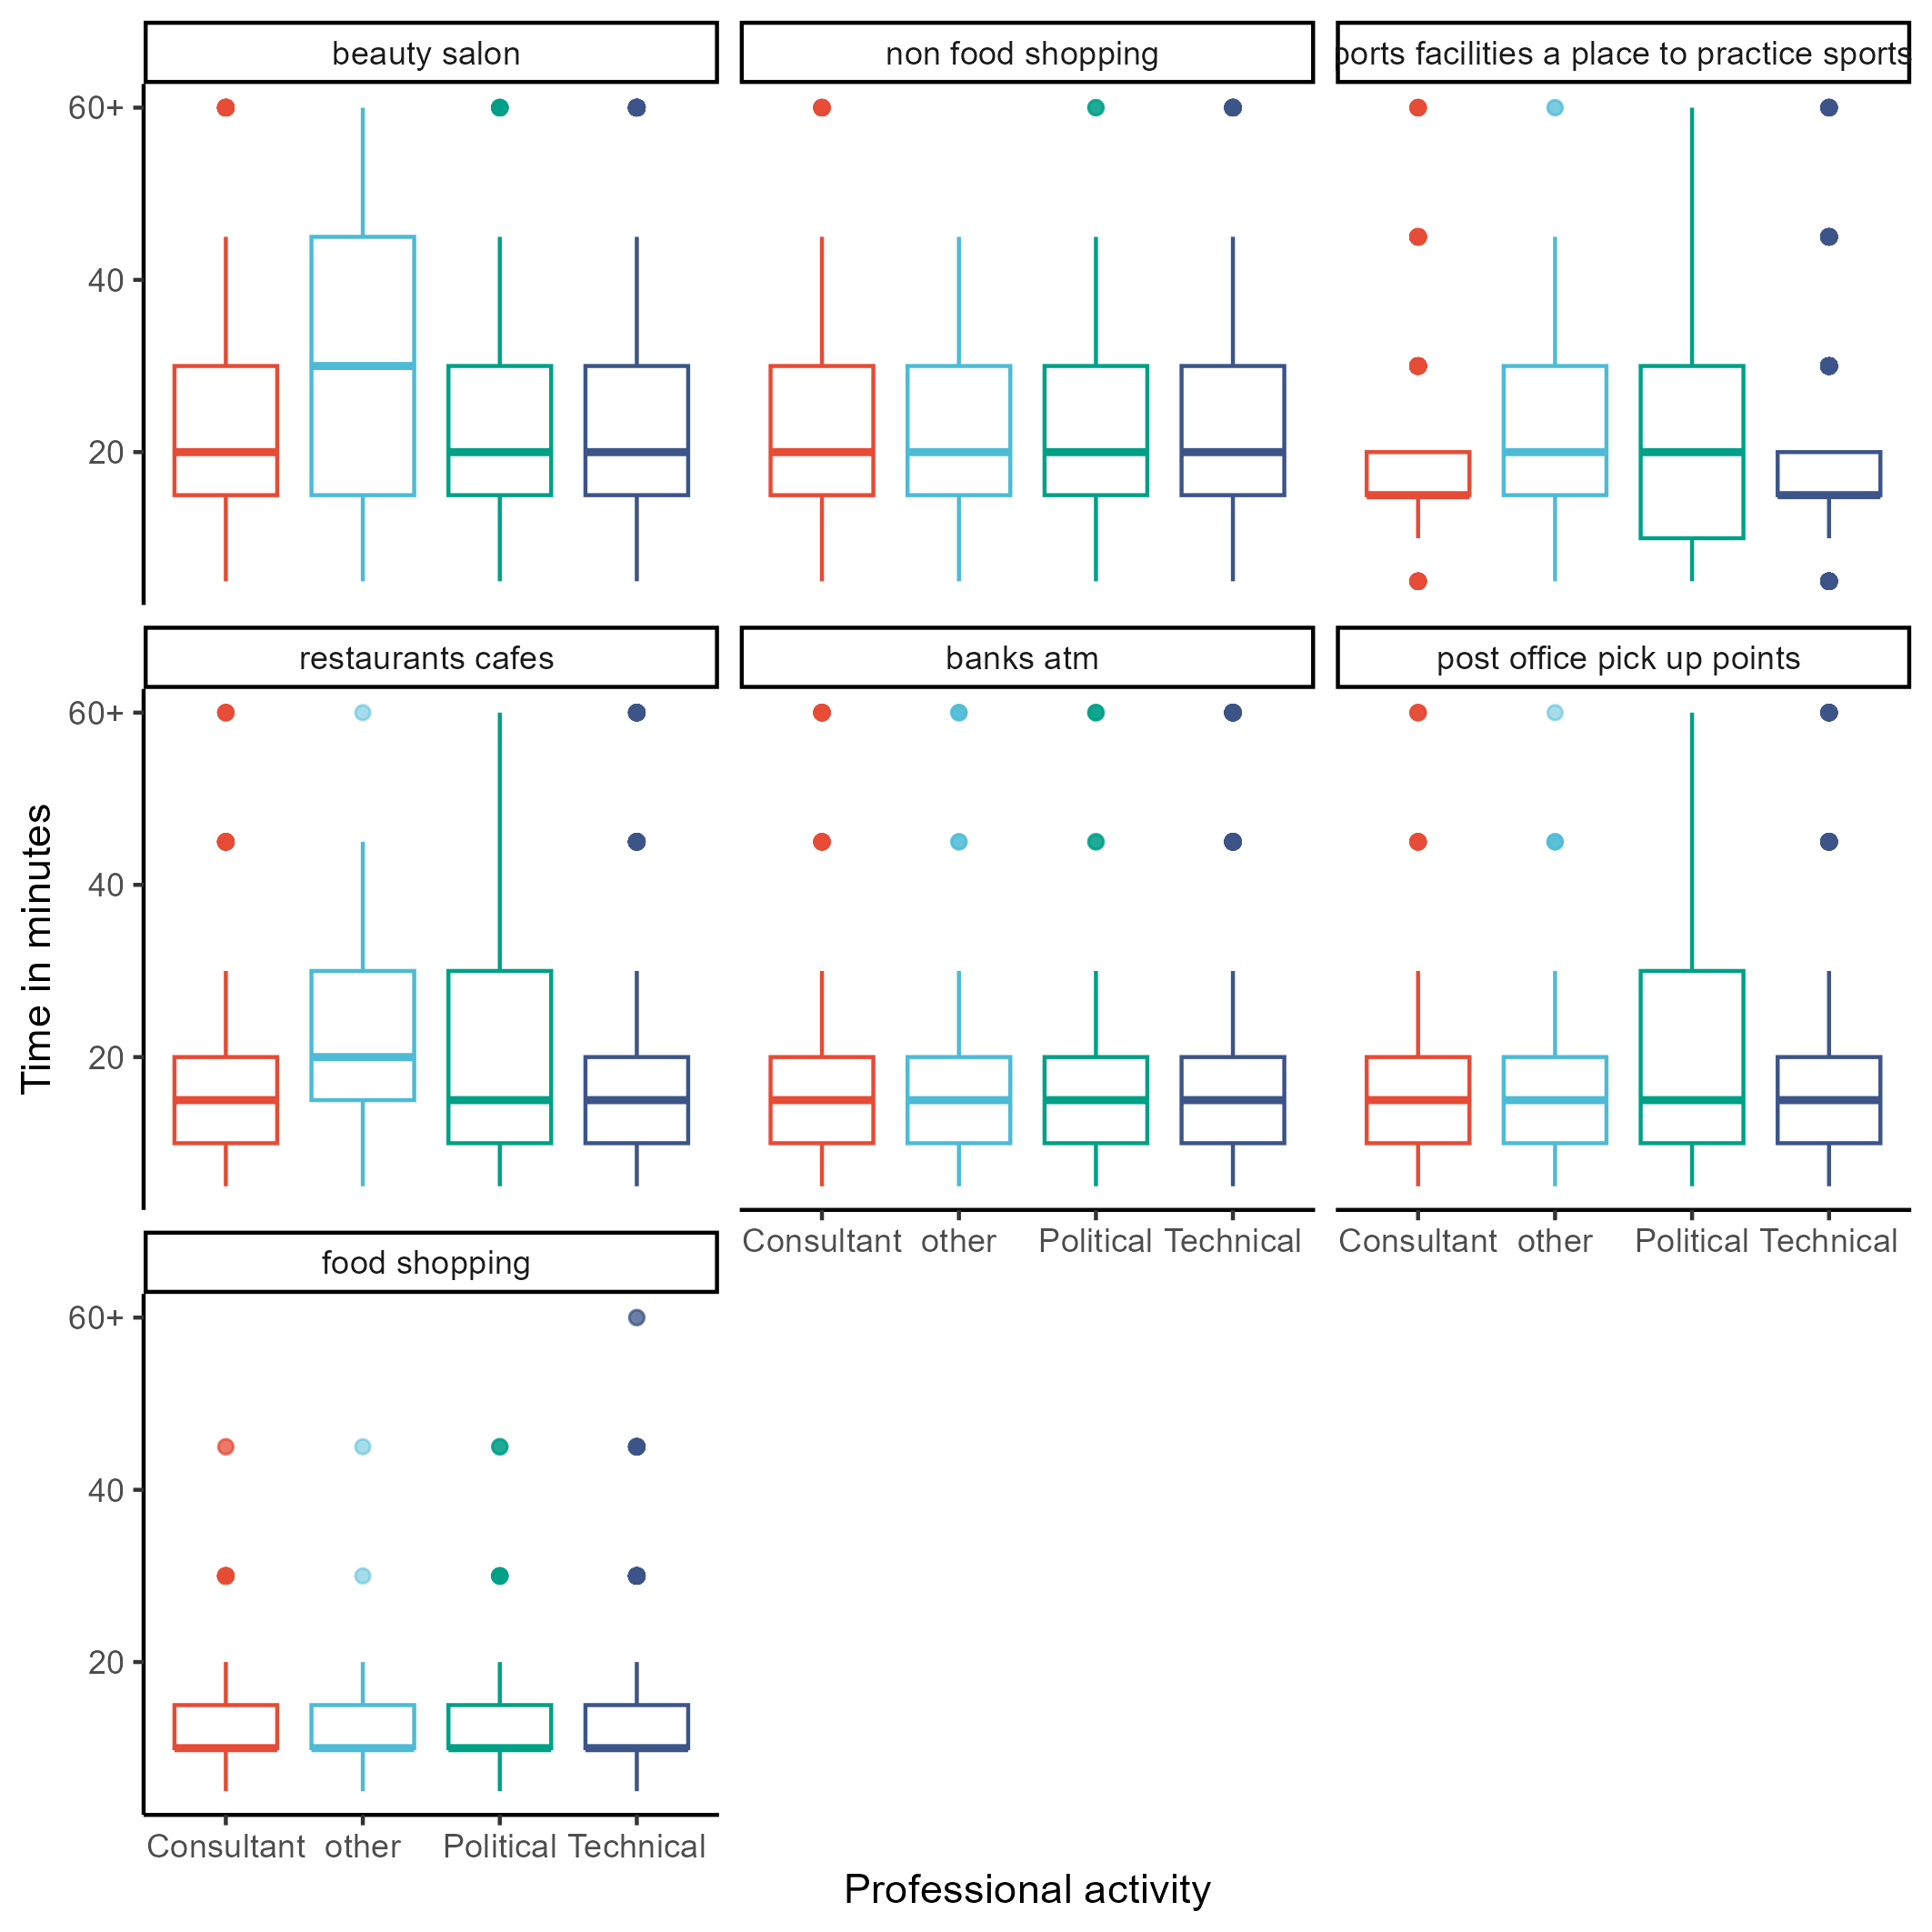 beauty salon
non food shopping
ports facilities a place to practice sports
60+
40
20
restaurants cafes
banks atm
post office pick up points
60+
40
20
Time in minutes
Consultant other Political Technical
Consultant other Political Technical
food shopping
60+
40
20
Consultant other Political Technical
Professional activity